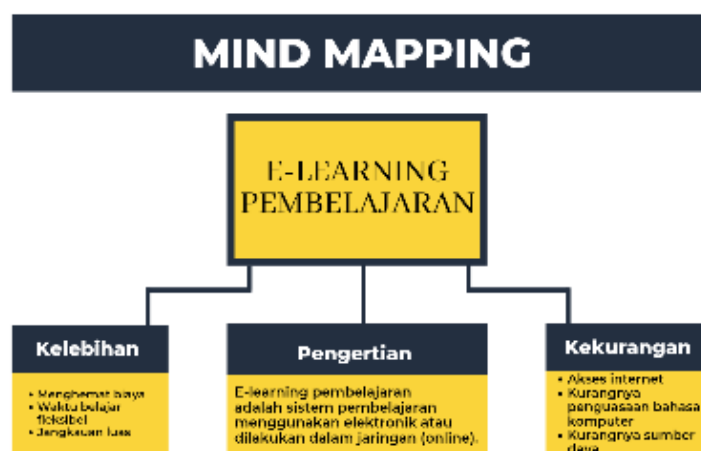 MIND MAPPING
E-LEARNING
PEMBELAJARAN
Kelebihan
• Menghemat biaya
• Waktu belajar
fleksibel
• Jangkauan luas
Pengertian
E-learning pembelajaran
adalah sistem pembelajaran
menggunakan elektronik atau
dilakukan dalam jaringan (online).
Kekurangan
• Akses internet
• Kurangnya
penguasaan bahasa
komputer
• Kurangnya sumber
daya